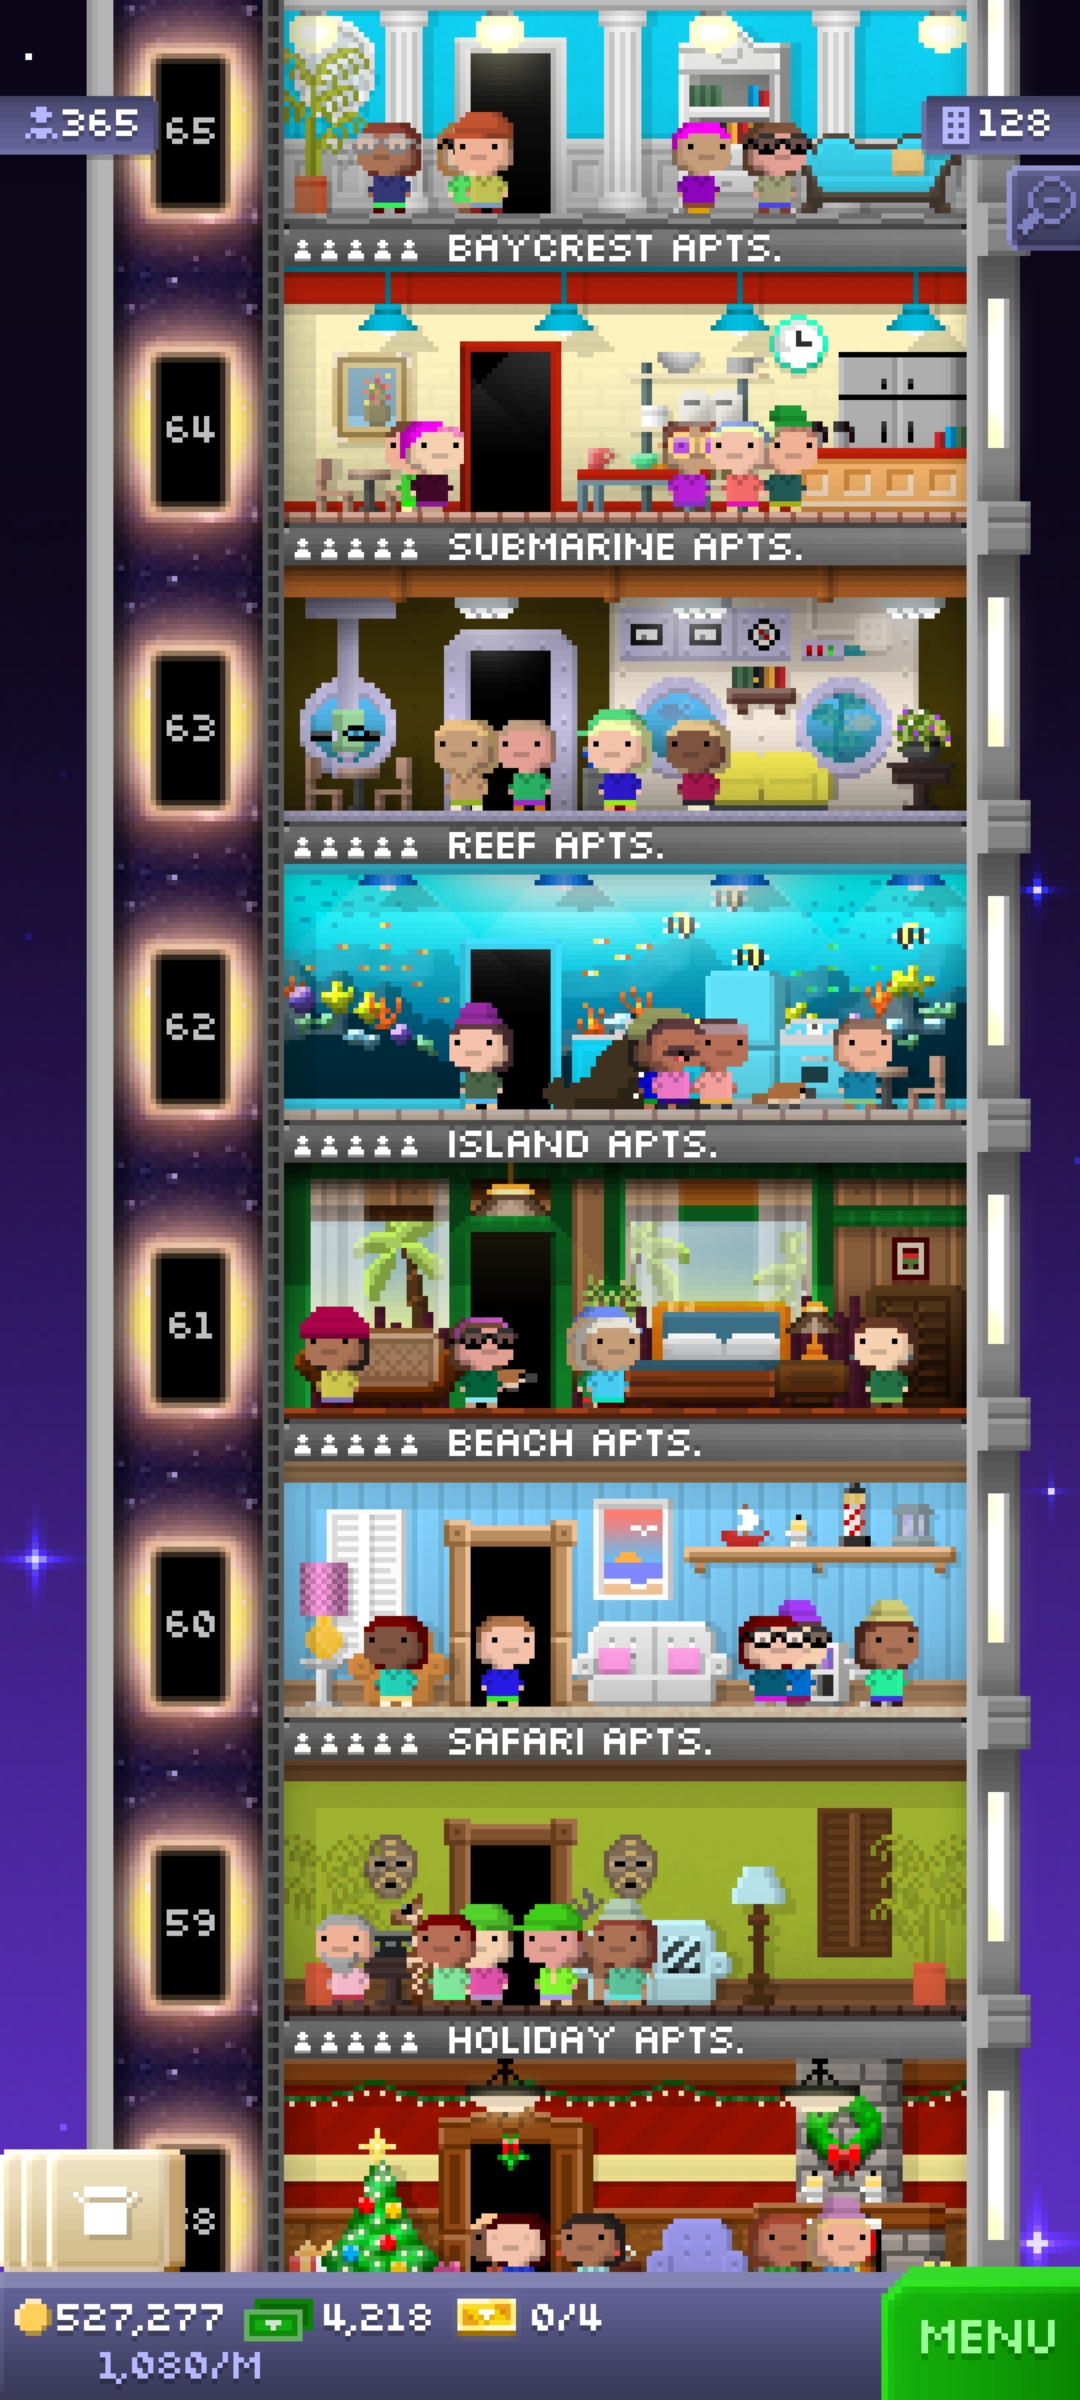 365
65
128
BAYCREST APTS.
64
SUBMARINE APTS.
63
REEF APTS.
62
ISLAND APTS.
61
BEACH APTS.
60
SAFARI APTS.
59
HOLIDAY APTS.
8
527,277 4,218 0/4
1,080/M
MENU